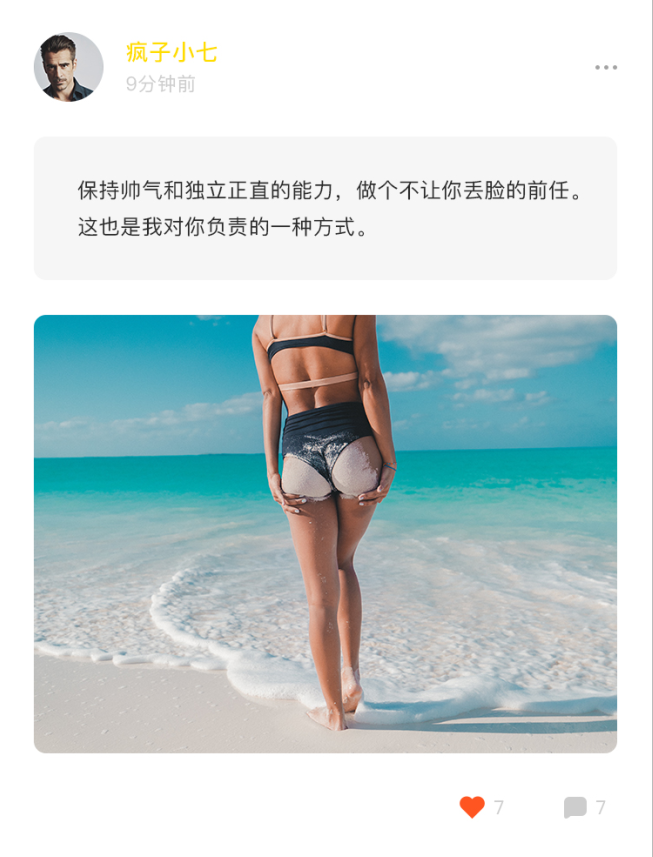 疯子小七
9分钟前
保持帅气和独立正直的能力，做个不让你丢脸的前任。
这也是我对你负责的一种方式。
7
7